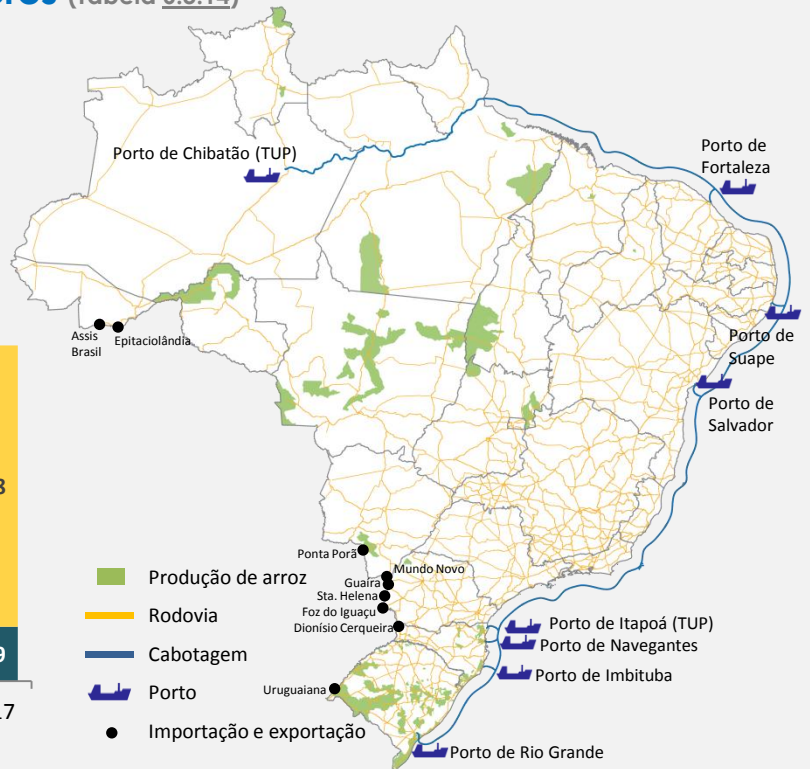 (Tabela
Porto de Chibatão (TUP)
Porto de
Fortaleza
Assis
Brasil
Epitaciolândia
Porto de
Suape
Porto de
Salvador
Ponta Porã
Mundo Novo
Guaíra
Sta. Helena
Foz do Iguaçu
Dionísio Cerqueira
Uruguaiana
Produção de arroz
Rodovia
Cabotagem
Porto
Importação e exportação
Porto de Itapoá (TUP)
Porto de Navegantes
Porto de Imbituba
Porto de Rio Grande